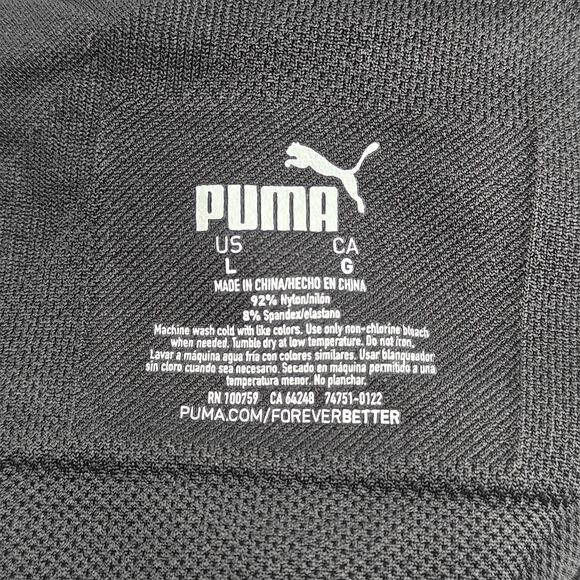 PUMA
US CA
L G
MADE IN CHINA/HECHO EN CHINA
92% Nylon/nilón
8% Spandex/elastano
Machine wash cold with like colors. Use only non-chlorine bleach
when needed. Tumble dry at low temperature. Do not iron.
Lavar a máquina agua fría con colores similares. Usar blanqueador
sin cloro cuando sea necesario. Secado en máquina permitido a una
temperatura menor. No planchar.
RN 100759 CA 64248 74751-0122
PUMA.COM/FOREVERBETTER